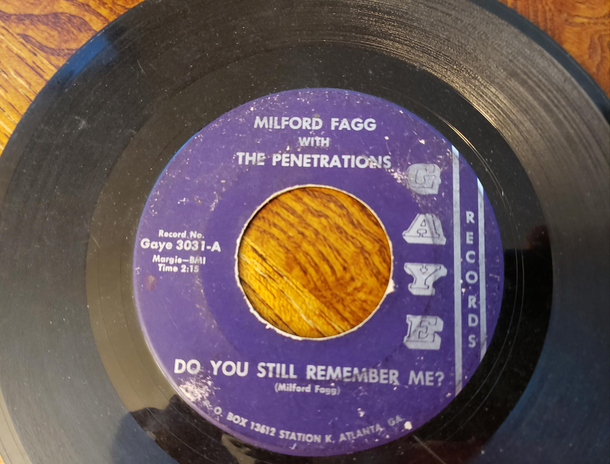 MILFORD FAGG
WITH
THE PENETRATIONS
GAYE
RECORDS
Record No.
Gaye 3031-A
Margie—BMI
Time 2:15
DO YOU STILL REMEMBER ME?
(Milford Fagg)
O. BOX 13612 STATION K, ATLANTA, GA.